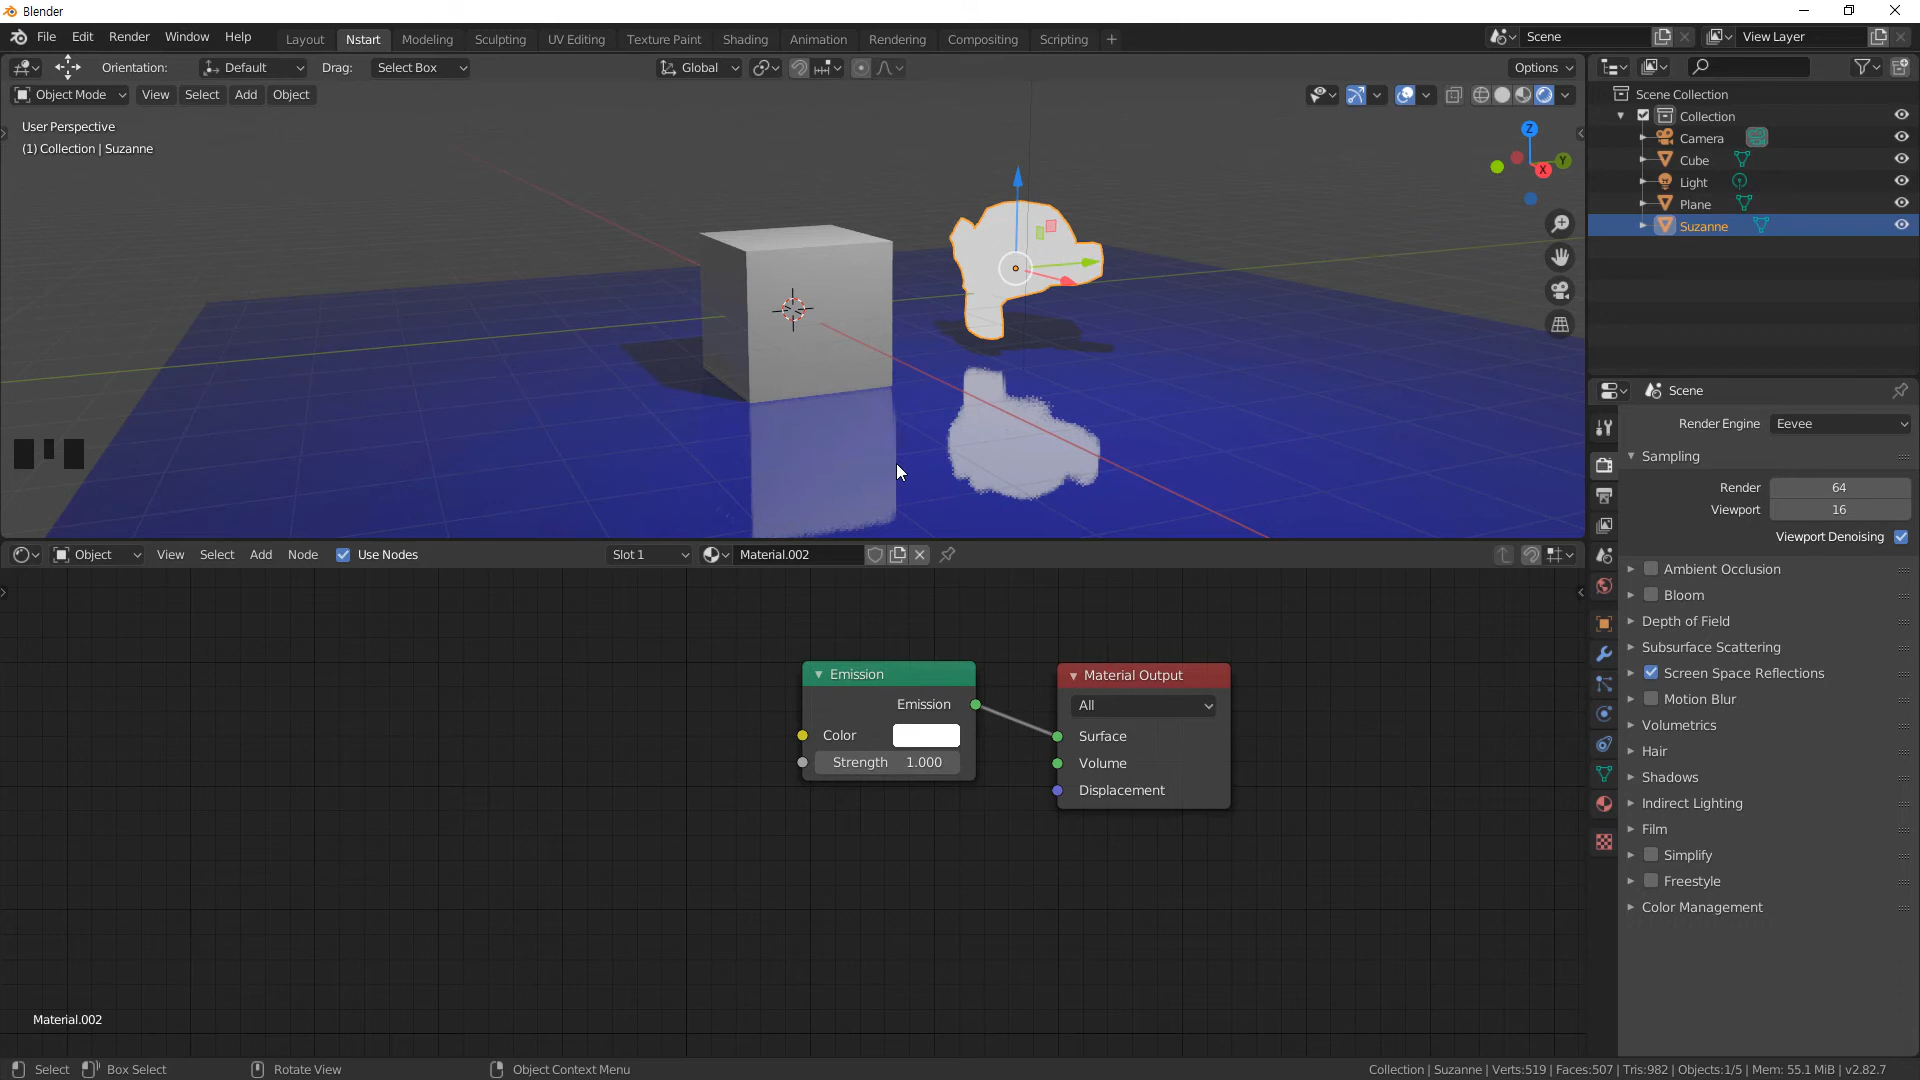 Blender
File Edit Render Window Help Layout Nstart Modeling Sculpting UV Editing Texture Paint Shading Animation Rendering Compositing Scripting + Scene View Layer
Orientation: Default Drag: Select Box Global Options
Object Mode View Select Add Object
User Perspective
(1) Collection | Suzanne
Z
Y
X
Scene Collection
Collection
Camera
Cube
Light
Plane
Suzanne
Scene
Render Engine Eevee
Sampling
Render 64
Viewport 16
Viewport Denoising
Ambient Occlusion
Bloom
Depth of Field
Subsurface Scattering
Screen Space Reflections
Motion Blur
Volumetrics
Hair
Shadows
Indirect Lighting
Film
Simplify
Freestyle
Color Management
Object View Select Add Node Use Nodes Slot 1 Material.002
Emission
Emission
Color
Strength 1.000
Material Output
All
Surface
Volume
Displacement
Material.002
Select Box Select Rotate View Object Context Menu Collection | Suzanne | Verts:519 | Faces:507 | Tris:982 | Objects:1/5 | Mem: 55.1 MiB | v2.82.7